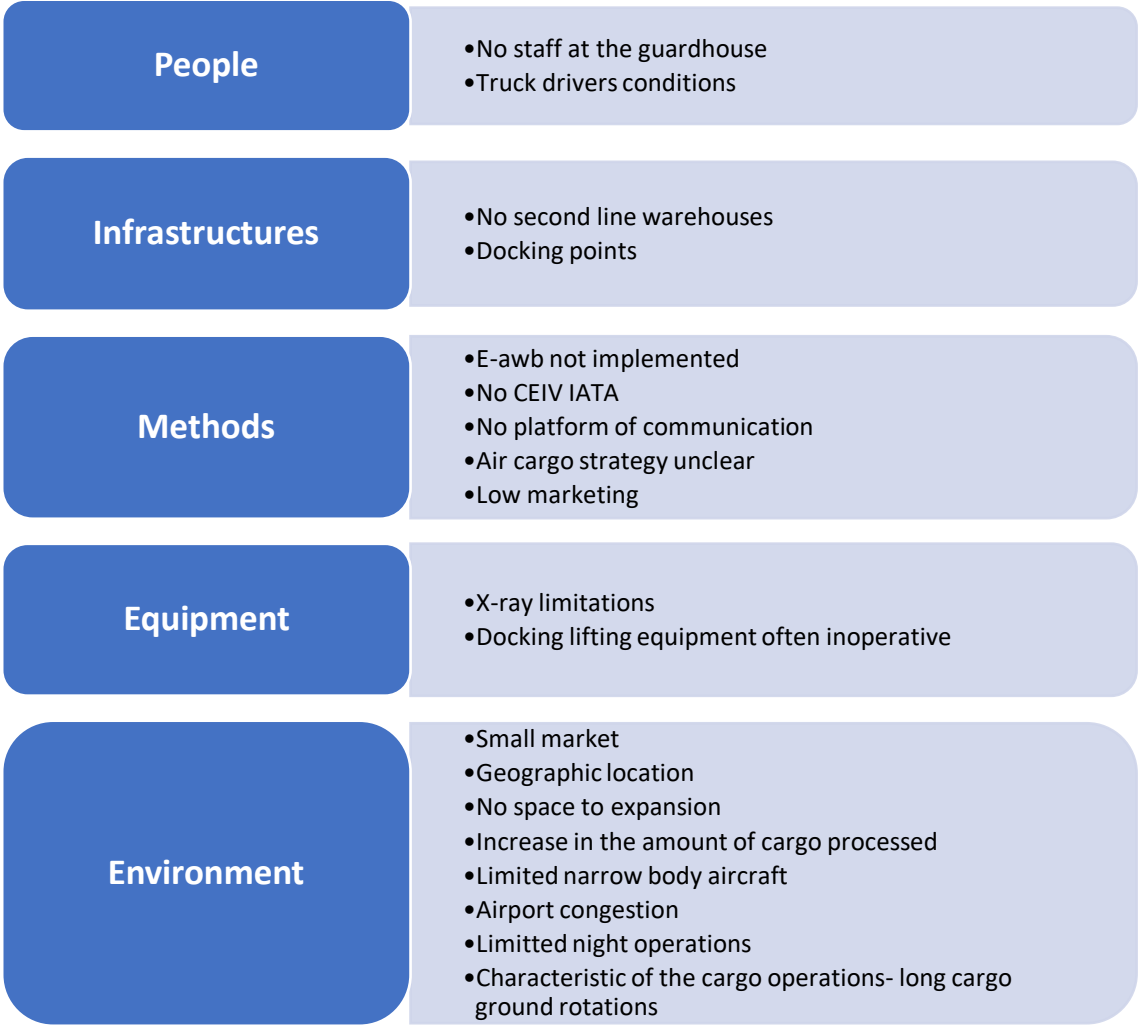 People
•No staff at the guardhouse
•Truck drivers conditions
Infrastructures
•No second line warehouses
•Docking points
Methods
•E-awb not implemented
•No CEIV IATA
•No platform of communication
•Air cargo strategy unclear
•Low marketing
Equipment
•X-ray limitations
•Docking lifting equipment often inoperative
Environment
•Small market
•Geographic location
•No space to expansion
•Increase in the amount of cargo processed
•Limited narrow body aircraft
•Airport congestion
•Limitted night operations
•Characteristic of the cargo operations- long cargo
ground rotations